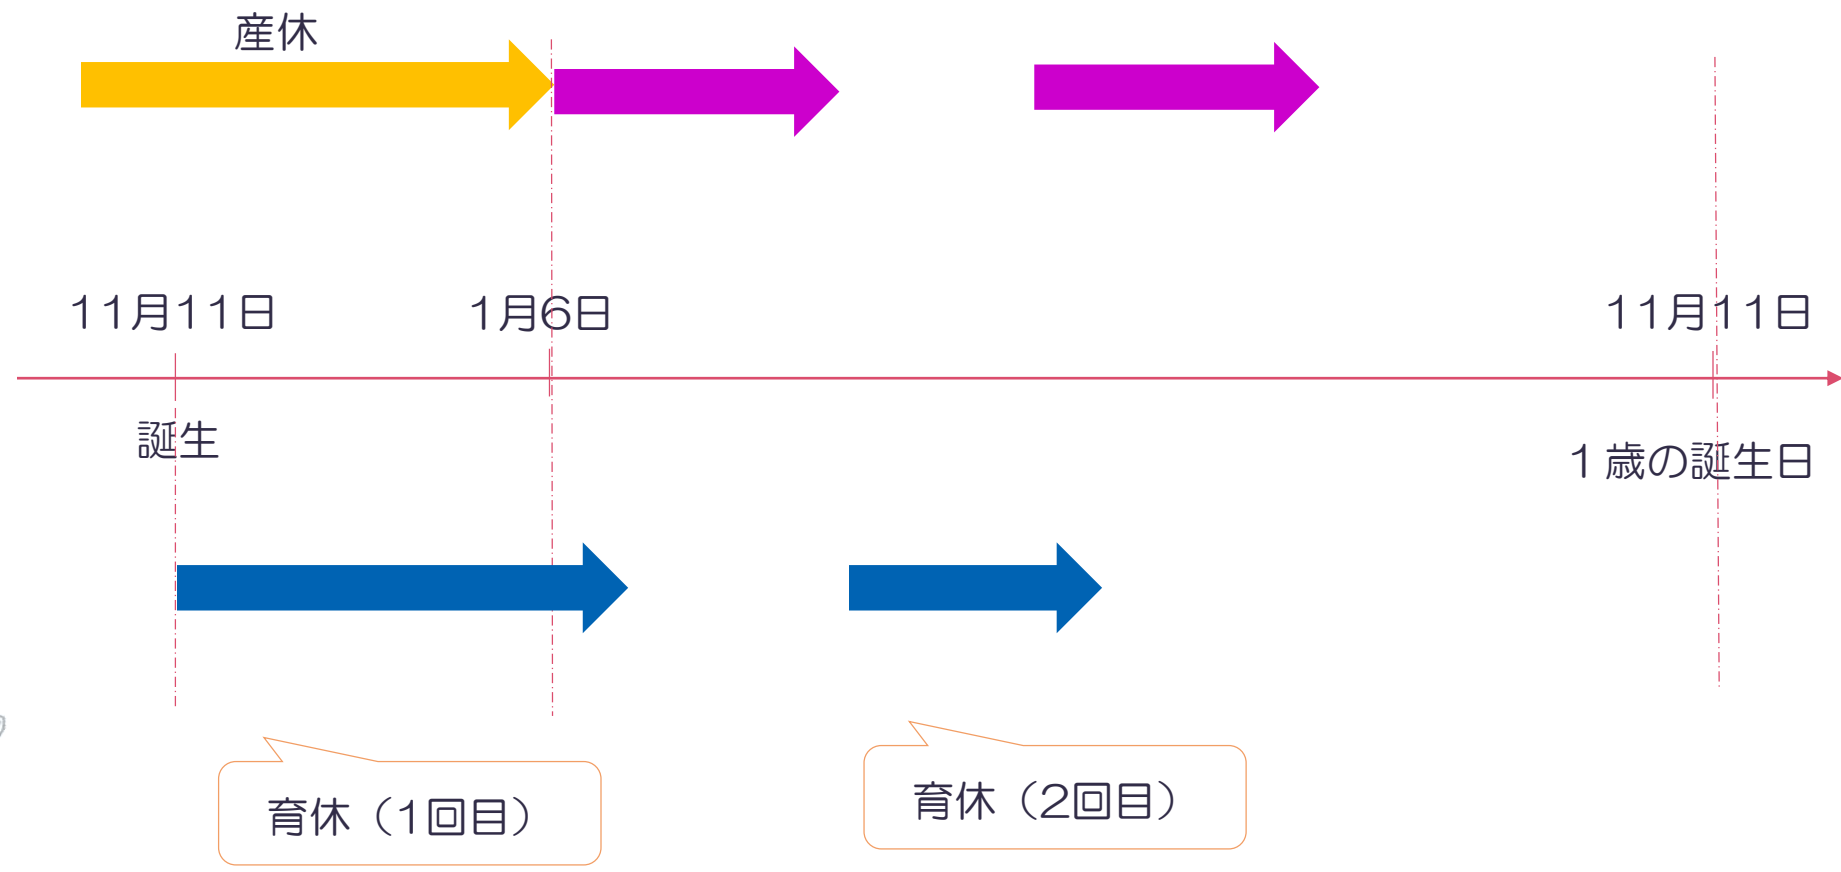 産休
11月11日
1月6日
11月11日
誕生
1歳の誕生日
育休（1回目）
育休（2回目）